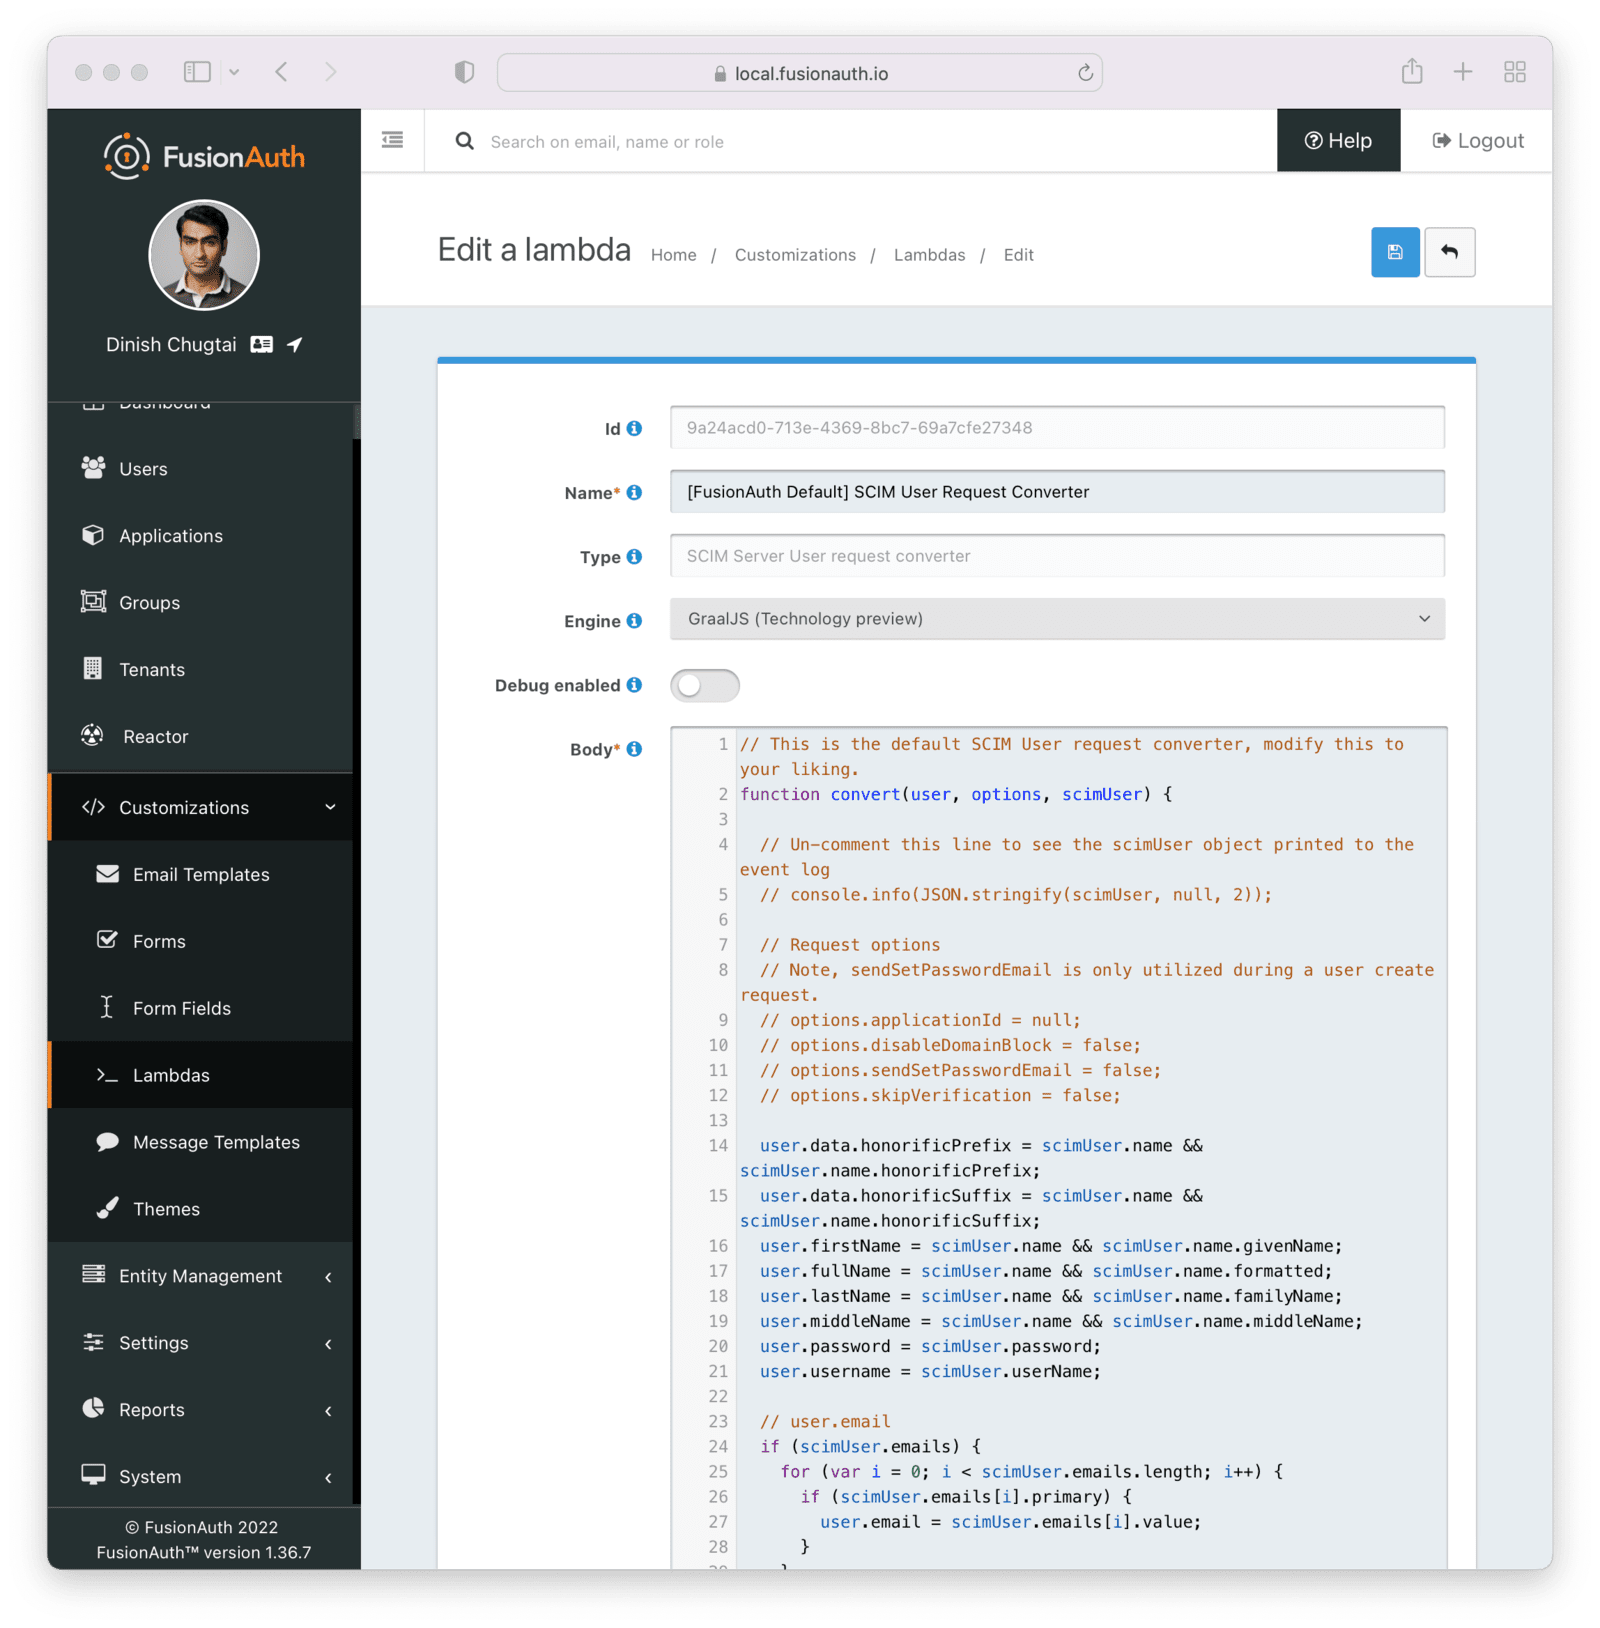 local.fusionauth.io
FusionAuth
Search on email, name or role
Help
Logout
Dinish Chugtai
Edit a lambda
Home / Customizations / Lambdas / Edit
Dashboard
Users
Applications
Groups
Tenants
Reactor
Customizations
Email Templates
Forms
Form Fields
Lambdas
Message Templates
Themes
Entity Management
Settings
Reports
System
© FusionAuth 2022
FusionAuth™ version 1.36.7
Id 9a24acd0-713e-4369-8bc7-69a7cfe27348
Name* [FusionAuth Default] SCIM User Request Converter
Type SCIM Server User request converter
Engine GraalJS (Technology preview)
Debug enabled
Body*
1 // This is the default SCIM User request converter, modify this to
your liking.
2 function convert(user, options, scimUser) {
3
4 // Un-comment this line to see the scimUser object printed to the
event log
5 // console.info(JSON.stringify(scimUser, null, 2));
6
7 // Request options
8 // Note, sendSetPasswordEmail is only utilized during a user create
request.
9 // options.applicationId = null;
10 // options.disableDomainBlock = false;
11 // options.sendSetPasswordEmail = false;
12 // options.skipVerification = false;
13
14 user.data.honorificPrefix = scimUser.name &&
scimUser.name.honorificPrefix;
15 user.data.honorificSuffix = scimUser.name &&
scimUser.name.honorificSuffix;
16 user.firstName = scimUser.name && scimUser.name.givenName;
17 user.fullName = scimUser.name && scimUser.name.formatted;
18 user.lastName = scimUser.name && scimUser.name.familyName;
19 user.middleName = scimUser.name && scimUser.name.middleName;
20 user.password = scimUser.password;
21 user.username = scimUser.userName;
22
23 // user.email
24 if (scimUser.emails) {
25 for (var i = 0; i < scimUser.emails.length; i++) {
26 if (scimUser.emails[i].primary) {
27 user.email = scimUser.emails[i].value;
28 }
29 }